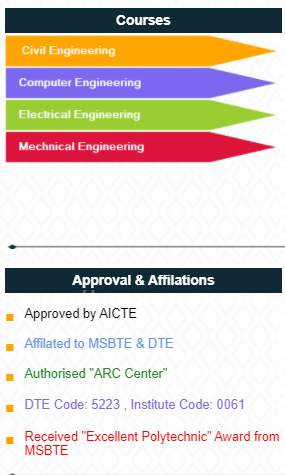 Courses
Civil Engineering
Computer Engineering
Electrical Engineering
Mechnical Engineering
Approval & Affilations
Approved by AICTE
Affilated to MSBTE & DTE
Authorised "ARC Center"
DTE Code: 5223 , Institute Code: 0061
Received "Excellent Polytechnic" Award from
MSBTE